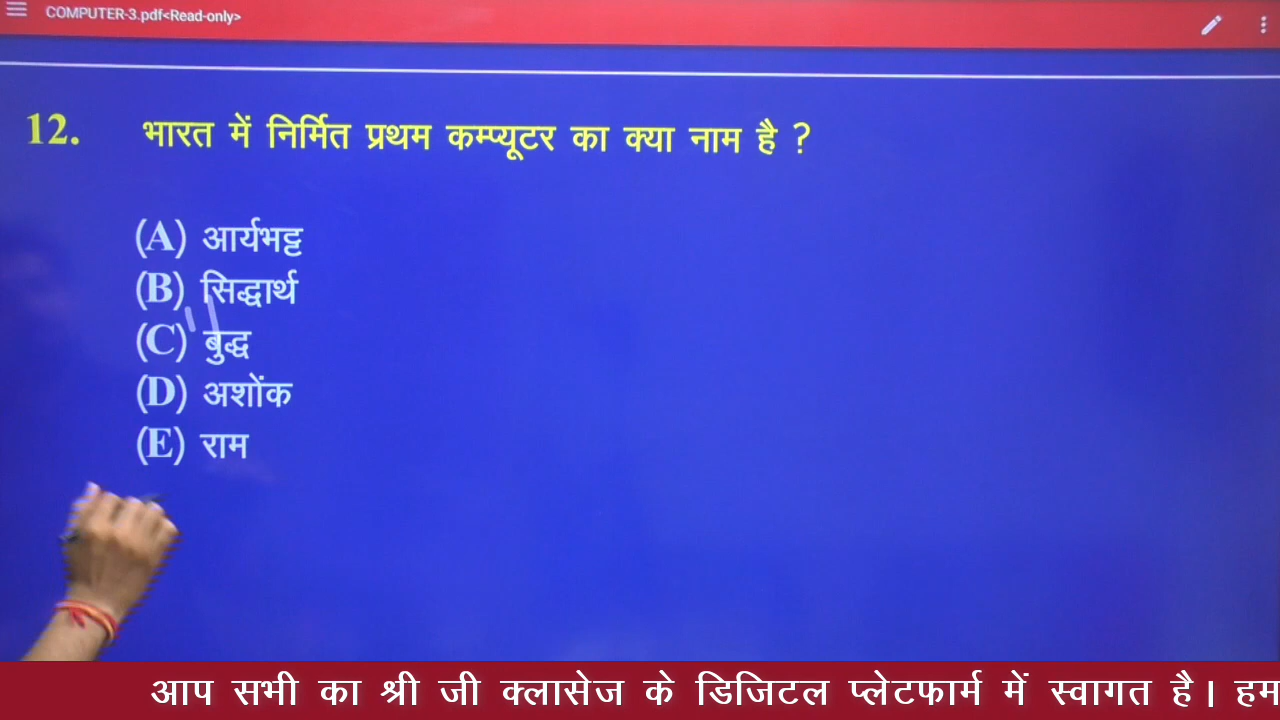 COMPUTER-3.pdf<Read-only>
12. भारत में निर्मित प्रथम कम्प्यूटर का क्या नाम है ?
(A) आर्यभट्ट
(B) सिद्धार्थ
(C) बुद्ध
(D) अशोंक
(E) राम
आप सभी का श्री जी क्लासेज के डिजिटल प्लेटफार्म में स्वागत है। हम